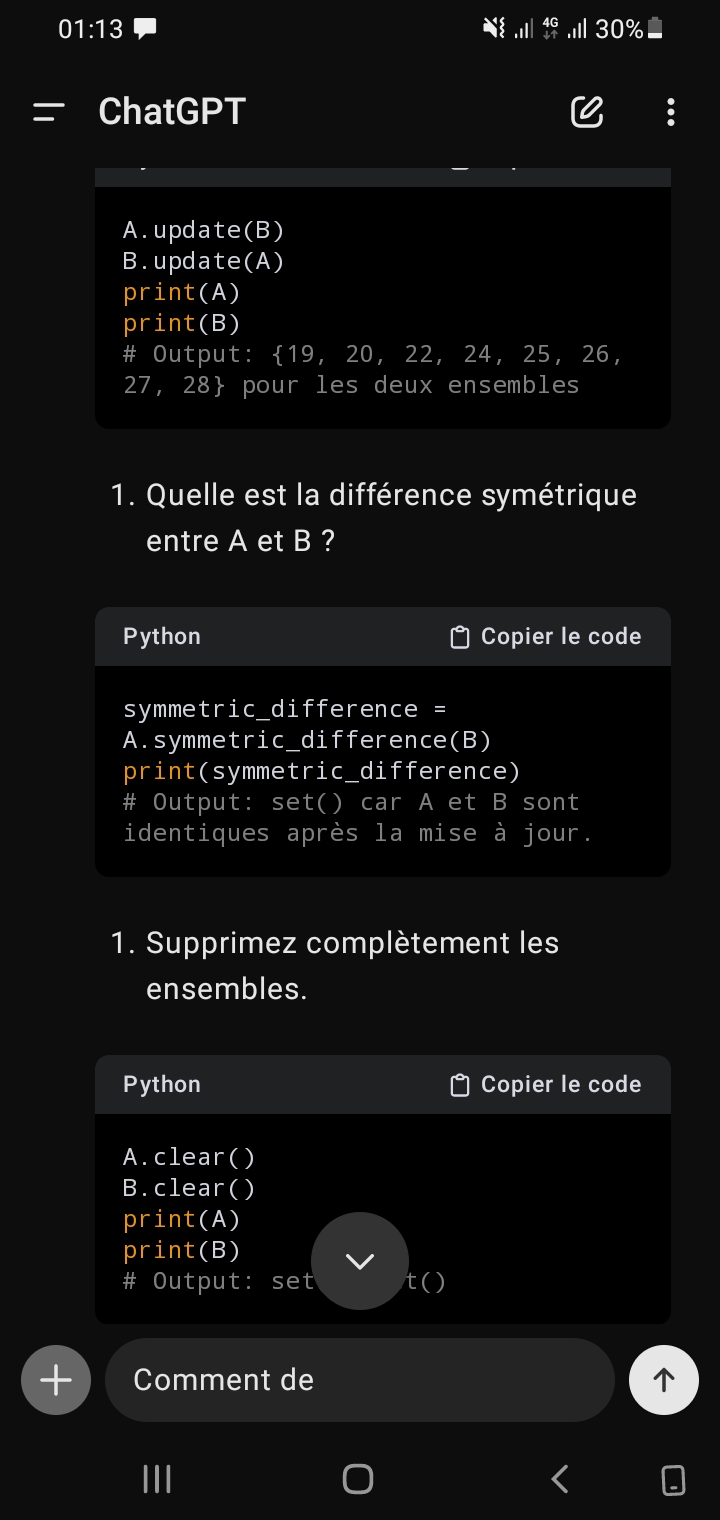 01:13 4G 30%
ChatGPT
A.update(B)
B.update(A)
print(A)
print(B)
# Output: {19, 20, 22, 24, 25, 26,
27, 28} pour les deux ensembles
1. Quelle est la différence symétrique
entre A et B ?
Python Copier le code
symmetric_difference =
A.symmetric_difference(B)
print(symmetric_difference)
# Output: set() car A et B sont
identiques après la mise à jour.
1. Supprimez complètement les
ensembles.
Python Copier le code
A.clear()
B.clear()
print(A)
print(B)
# Output: set t()
Comment de